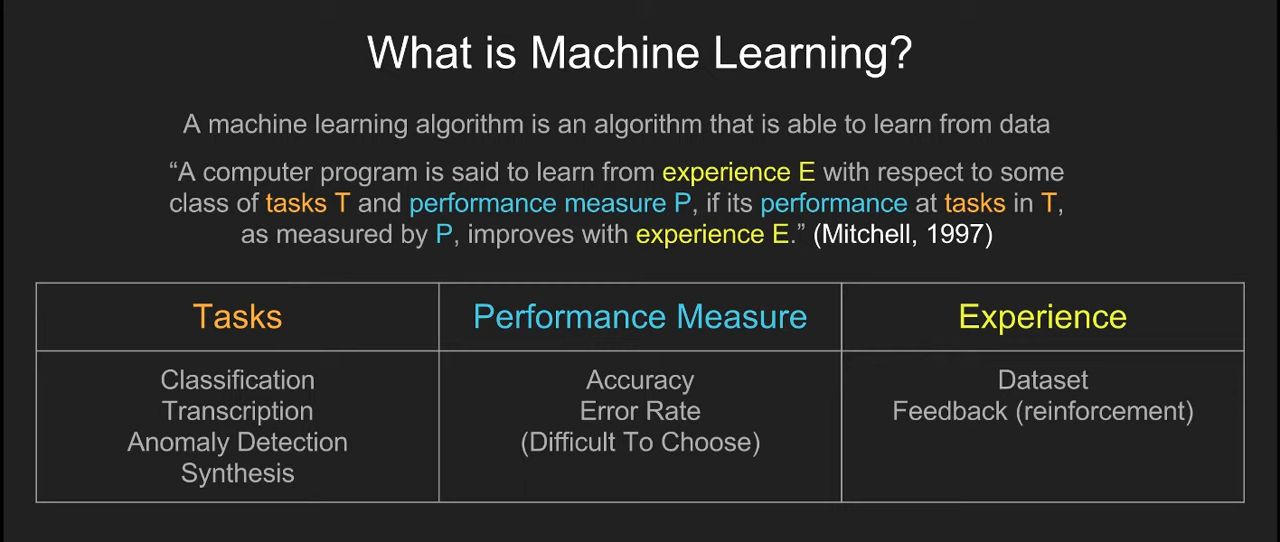 What is Machine Learning?
A machine learning algorithm is an algorithm that is able to learn from data
“A computer program is said to learn from experience E with respect to some
class of tasks T and performance measure P, if its performance at tasks in T,
as measured by P, improves with experience E.” (Mitchell, 1997)
Tasks
Performance Measure
Experience
Classification
Transcription
Anomaly Detection
Synthesis
Accuracy
Error Rate
(Difficult To Choose)
Dataset
Feedback (reinforcement)